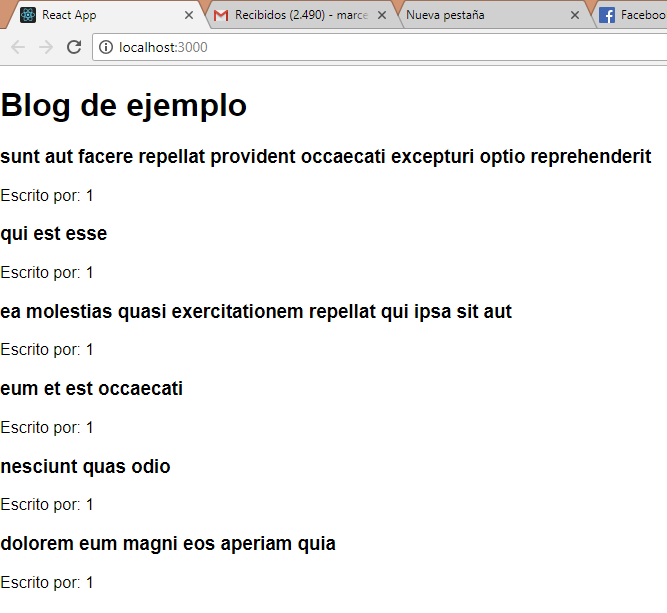 React App
Recibidos (2.490) - marce
Nueva pestaña
Faceboo
localhost:3000
Blog de ejemplo
sunt aut facere repellat provident occaecati excepturi optio reprehenderit
Escrito por: 1
qui est esse
Escrito por: 1
ea molestias quasi exercitationem repellat qui ipsa sit aut
Escrito por: 1
eum et est occaecati
Escrito por: 1
nesciunt quas odio
Escrito por: 1
dolorem eum magni eos aperiam quia
Escrito por: 1